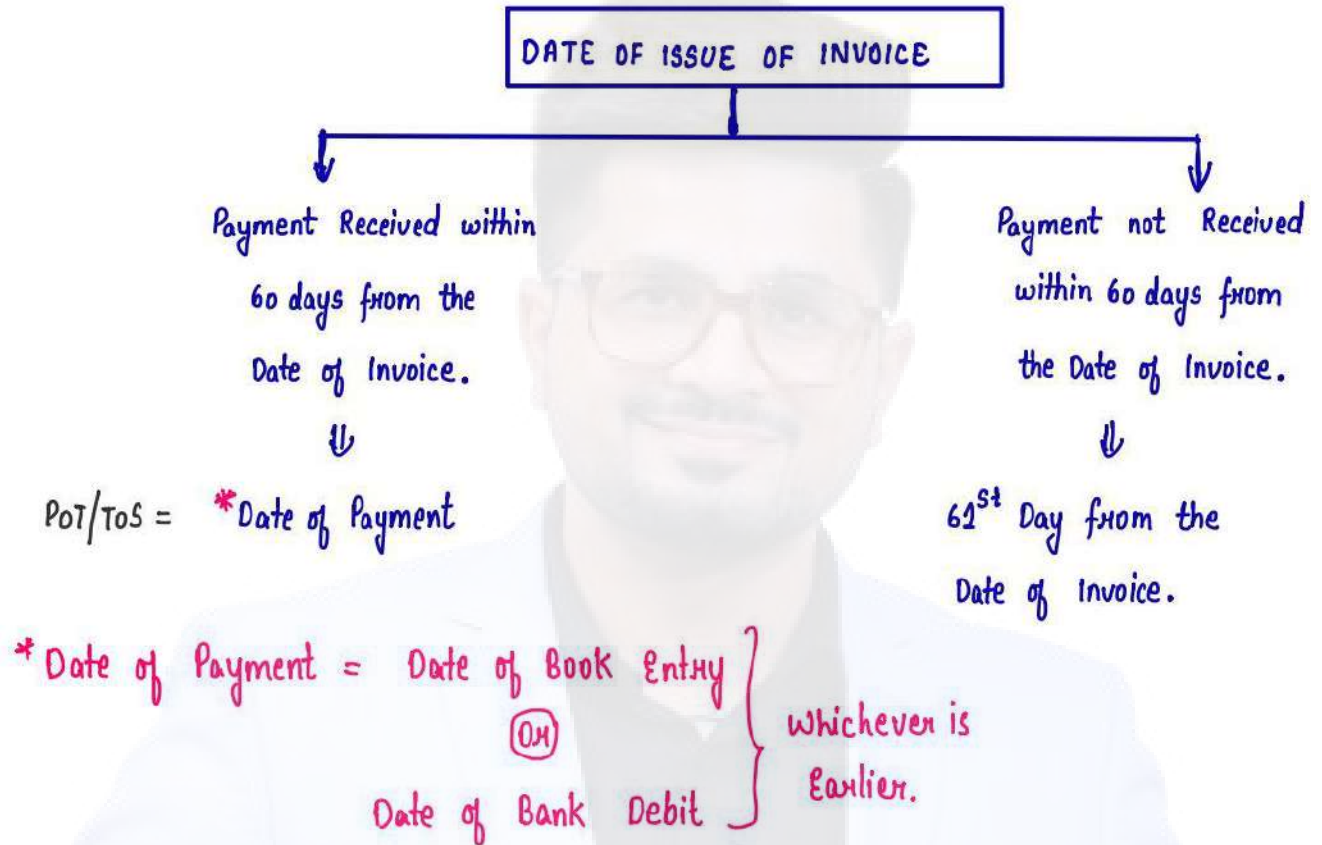 DATE OF ISSUE OF INVOICE
Payment Received within
60 days from the
Date of Invoice.
Payment not Received
within 60 days from
the Date of Invoice.
POT/TOS = *Date of Payment
61st Day from the
Date of Invoice.
*Date of Payment = Date of Book Entry
OR
Date of Bank Debit
whichever is
Earlier.